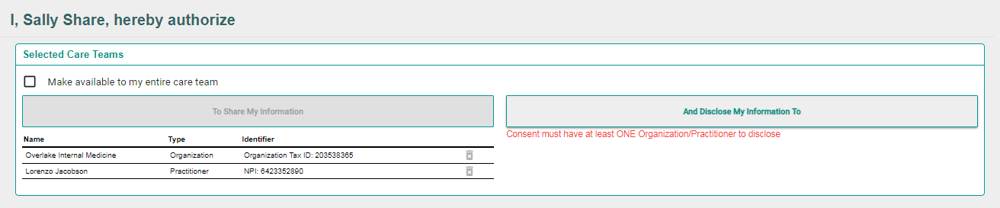 I, Sally Share, hereby authorize
Selected Care Teams
Make available to my entire care team
To Share My Information
And Disclose My Information To
Consent must have at least ONE Organization/Practitioner to disclose
Name Type Identifier
Overlake Internal Medicine Organization Organization Tax ID: 203538365
Lorenzo Jacobson Practitioner NPI: 6423352890